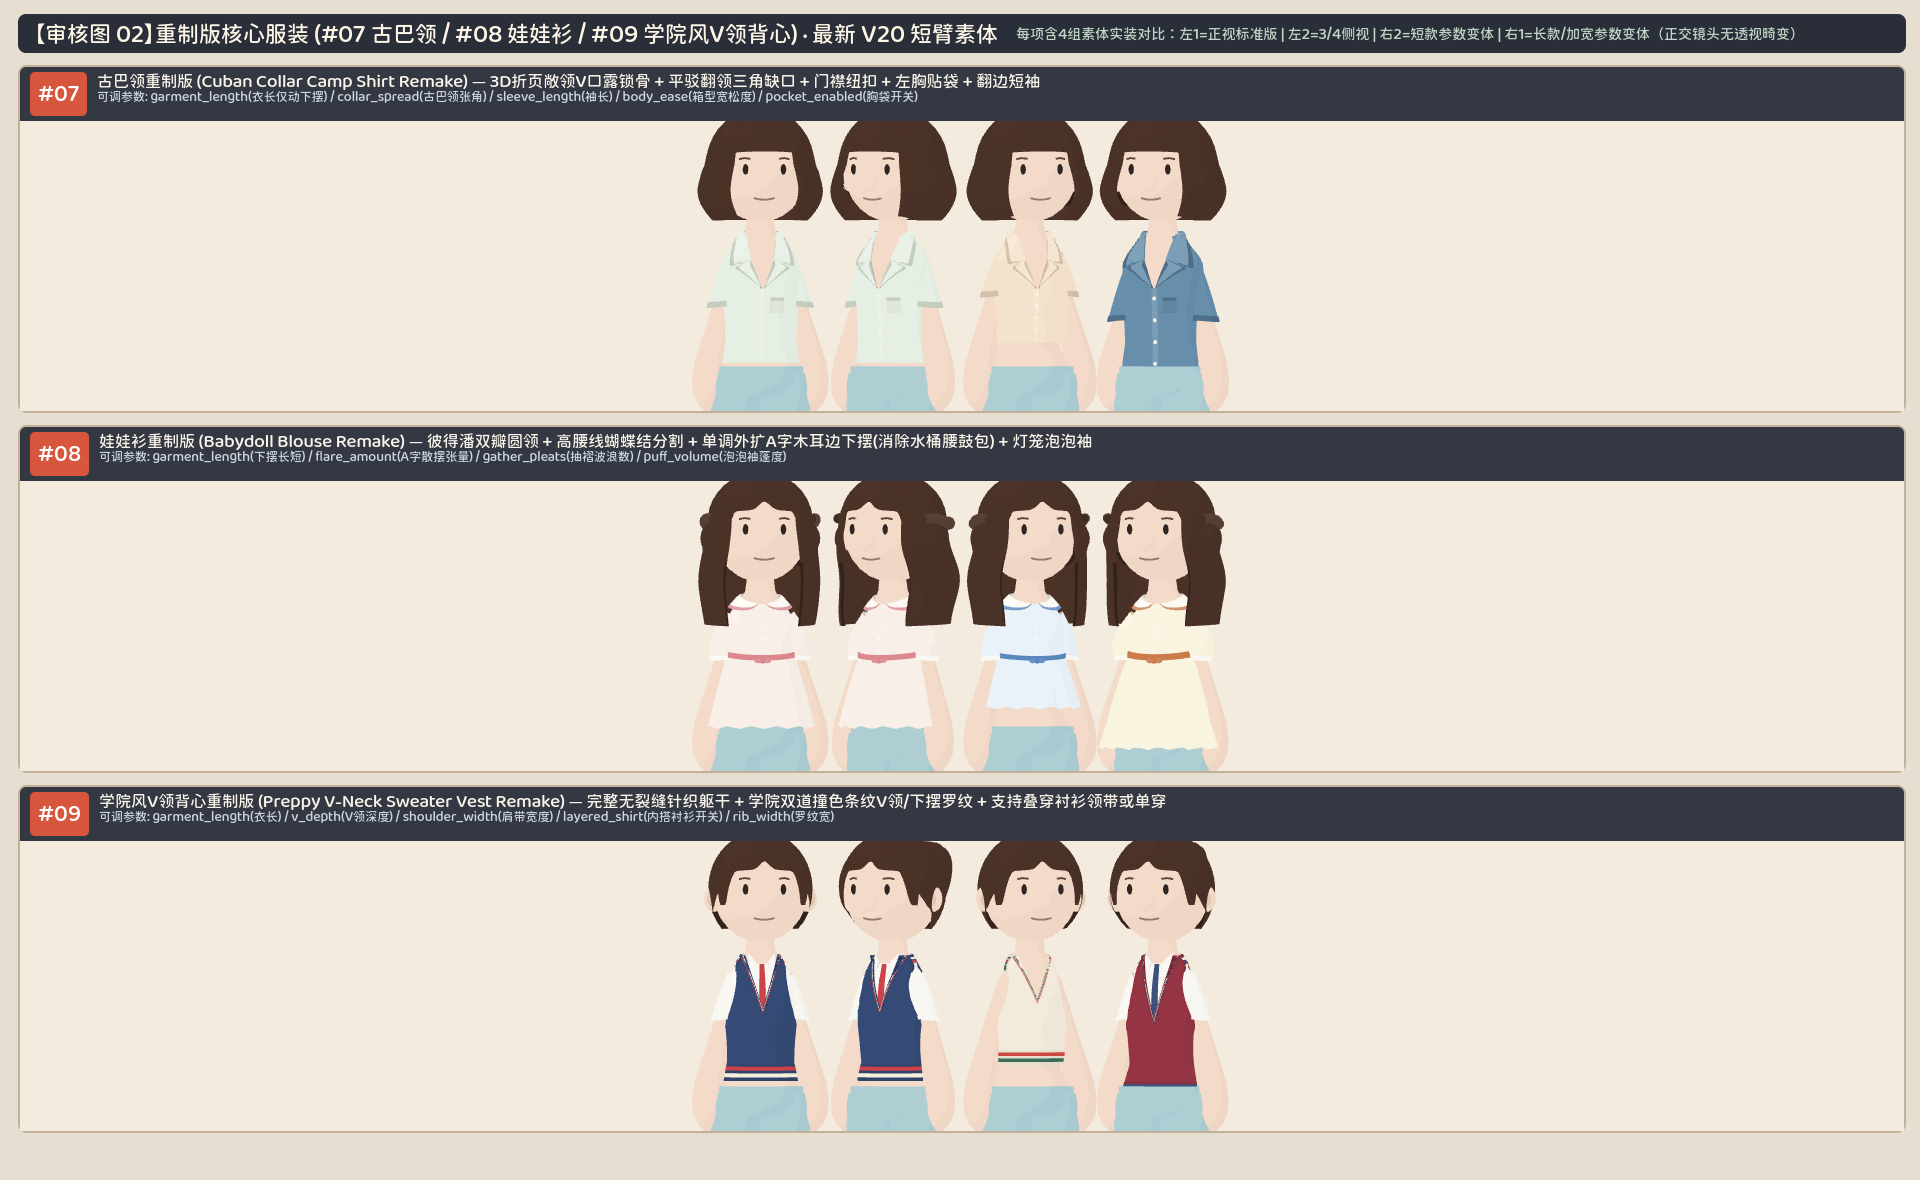 【审核图 02】重制版核心服装 (#07 古巴领 / #08 娃娃衫 / #09 学院风V领背心) · 最新 V20 短臂素体
每项含4组素体实装对比：左1=正视标准版 | 左2=3/4侧视 | 右2=短款参数变体 | 右1=长款/加宽参数变体（正交镜头无透视畸变）
#07
古巴领重制版 (Cuban Collar Camp Shirt Remake) — 3D折页敞领V口露锁骨 + 平驳翻领三角缺口 + 门襟纽扣 + 左胸贴袋 + 翻边短袖
可调参数: garment_length(衣长仅动下摆) / collar_spread(古巴领张角) / sleeve_length(袖长) / body_ease(箱型宽松度) / pocket_enabled(胸袋开关)
#08
娃娃衫重制版 (Babydoll Blouse Remake) — 彼得潘双瓣圆领 + 高腰线蝴蝶结分割 + 单调外扩A字木耳边下摆(消除水桶腰鼓包) + 灯笼泡泡袖
可调参数: garment_length(下摆长短) / flare_amount(A字散摆张量) / gather_pleats(抽褶波浪数) / puff_volume(泡泡袖蓬度)
#09
学院风V领背心重制版 (Preppy V-Neck Sweater Vest Remake) — 完整无裂缝针织躯干 + 学院双道撞色条纹V领/下摆罗纹 + 支持叠穿衬衫领带或单穿
可调参数: garment_length(衣长) / v_depth(V领深度) / shoulder_width(肩带宽度) / layered_shirt(内搭衬衫开关) / rib_width(罗纹宽)